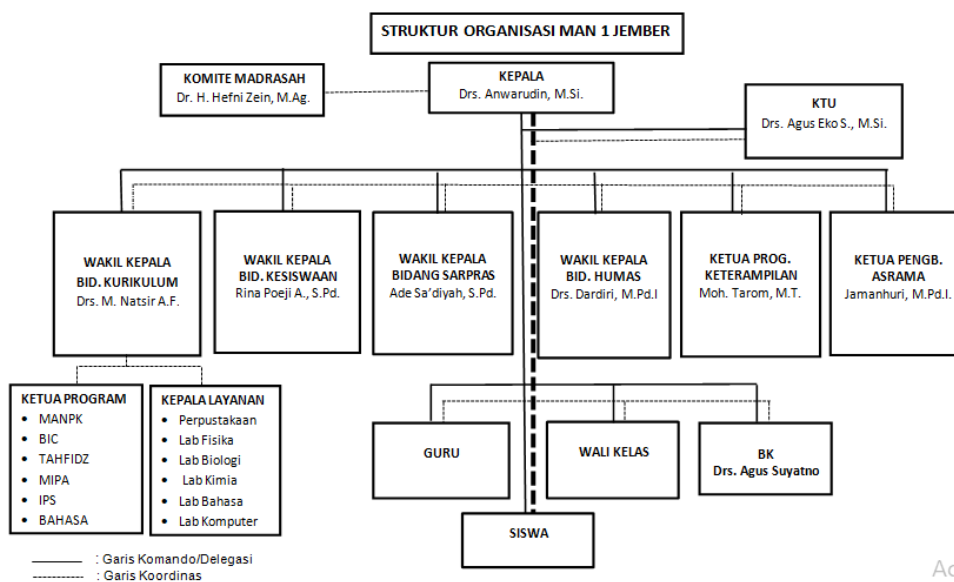 STRUKTUR ORGANISASI MAN 1 JEMBER
KOMITE MADRASAH
Dr. H. Hefni Zein, M.Ag.
KEPALA
Drs. Anwarudin, M.Si.
KTU
Drs. Agus Eko S., M.Si.
WAKIL KEPALA
BID. KURIKULUM
Drs. M. Natsir A.F.
WAKIL KEPALA
BID. KESISWAAN
Rina Poeji A., S.Pd.
WAKIL KEPALA
BIDANG SARPRAS
Ade Sa'diyah, S.Pd.
WAKIL KEPALA
BID. HUMAS
Drs. Dardiri, M.Pd.I
KETUA PROG.
KETERAMPILAN
Moh. Tarom, M.T.
KETUA PENGB.
ASRAMA
Jamanhuri, M.Pd.I.
KETUA PROGRAM
• MANPK
• BIC
• TAHFIDZ
• MIPA
• IPS
• BAHASA
KEPALA LAYANAN
• Perpustakaan
• Lab Fisika
• Lab Biologi
• Lab Kimia
• Lab Bahasa
• Lab Komputer
GURU
WALI KELAS
BK
Drs. Agus Suyatno
SISWA
: Garis Komando/Delegasi
: Garis Koordinas